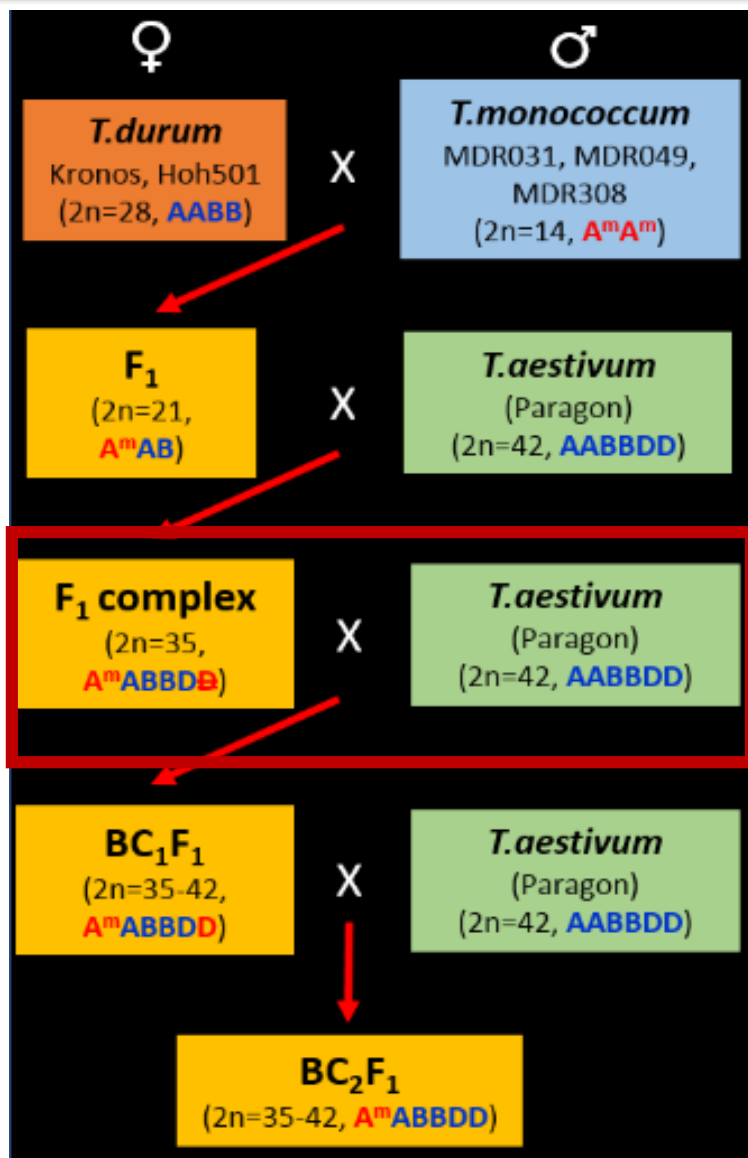 ♀ ♂
T.durum
Kronos, Hoh501
(2n=28, AABB)
X
T.monococcum
MDR031, MDR049,
MDR308
(2n=14, AᵐAᵐ)
F₁
(2n=21,
AᵐAB)
X
T.aestivum
(Paragon)
(2n=42, AABBDD)
F₁ complex
(2n=35,
AᵐABBDD)
X
T.aestivum
(Paragon)
(2n=42, AABBDD)
BC₁F₁
(2n=35-42,
AᵐABBDD)
X
T.aestivum
(Paragon)
(2n=42, AABBDD)
BC₂F₁
(2n=35-42, AᵐABBDD)